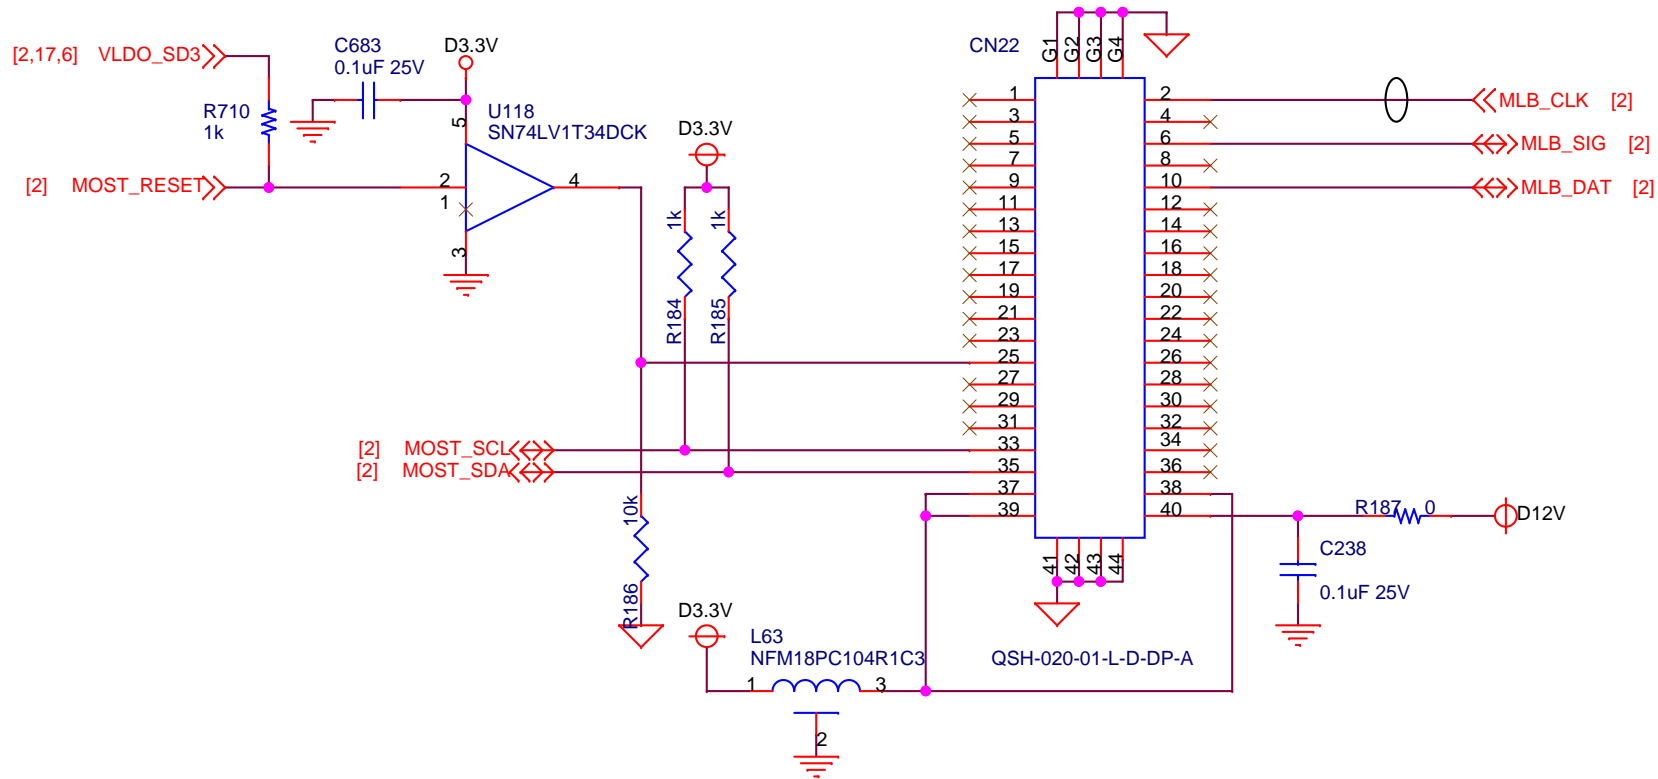 [2,17,6] VLDO_SD3
C683
0.1uF 25V
D3.3V
R710
1k
U118
SN74LV1T34DCK
5
[2] MOST_RESET
2
1
4
3
D3.3V
1k
1k
R184
R185
CN22
G1
G2
G3
G4
1
3
5
7
9
11
13
15
17
19
21
23
25
27
29
31
33
35
37
39
2
4
6
8
10
12
14
16
18
20
22
24
26
28
30
32
34
36
38
40
41
42
43
44
MLB_CLK [2]
MLB_SIG [2]
MLB_DAT [2]
[2] MOST_SCL
[2] MOST_SDA
10k
R186
D3.3V
L63
NFM18PC104R1C3
1
3
2
QSH-020-01-L-D-DP-A
R187 0
D12V
C238
0.1uF 25V